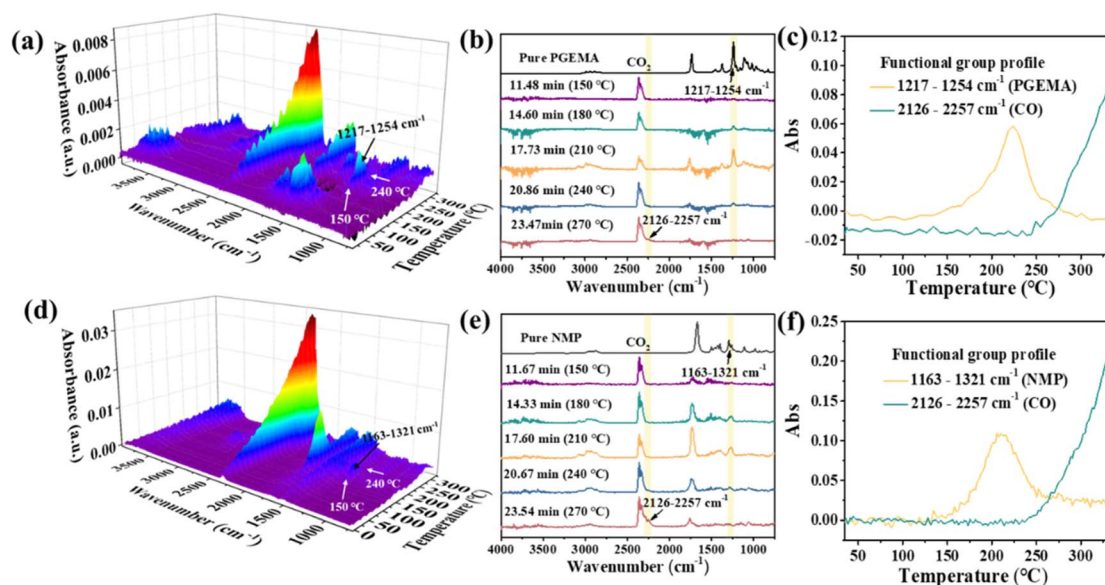 (a)
Absorbance (a.u.)
0.008
0.006
0.004
0.002
0.000
1217-1254 cm-1
240 ℃
150 ℃
3500
3000
2500
2000
1500
1000
Wavenumber (cm-1)
50
100
150
200
250
300
Temperature (℃)
(b)
Pure PGEMA
CO2
1217-1254 cm-1
11.48 min (150 ℃)
14.60 min (180 ℃)
17.73 min (210 ℃)
20.86 min (240 ℃)
23.47min (270 ℃)
2126-2257 cm-1
4000 3500 3000 2500 2000 1500 1000
Wavenumber (cm-1)
(c)
Abs
0.12
0.10
0.08
0.06
0.04
0.02
0.00
-0.02
Functional group profile
1217 - 1254 cm-1 (PGEMA)
2126 - 2257 cm-1 (CO)
50 100 150 200 250 300
Temperature (℃)
(d)
Absorbance (a.u.)
0.03
0.02
0.01
0.00
1163-1321 cm-1
240 ℃
150 ℃
3500
3000
2500
2000
1500
1000
Wavenumber (cm-1)
0
50
100
150
200
250
300
Temperature (℃)
(e)
Pure NMP
CO2
1163-1321 cm-1
11.67 min (150 ℃)
14.33 min (180 ℃)
17.60 min (210 ℃)
20.67 min (240 ℃)
23.54 min (270 ℃)
2126-2257 cm-1
4000 3500 3000 2500 2000 1500 1000
Wavenumber (cm-1)
(f)
Abs
0.25
0.20
0.15
0.10
0.05
0.00
Functional group profile
1163 - 1321 cm-1 (NMP)
2126 - 2257 cm-1 (CO)
50 100 150 200 250 300
Temperature (℃)